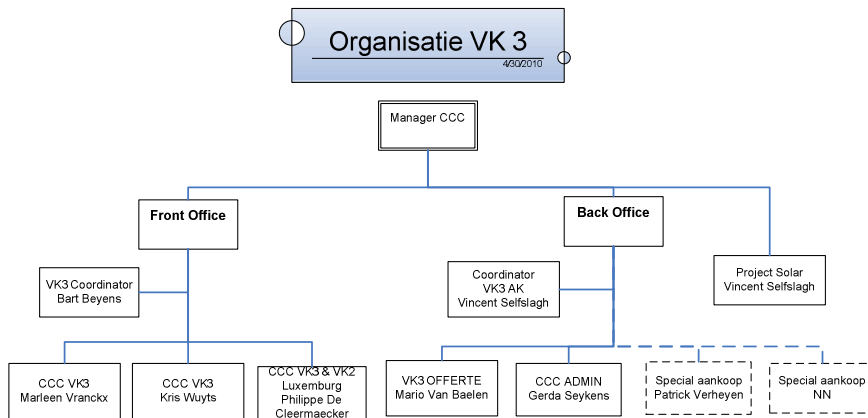 Organisatie VK 3
4/30/2010
Manager CCC
Front Office
Back Office
VK3 Coordinator
Bart Beyens
Coordinator
VK3 AK
Vincent Selfslagh
Project Solar
Vincent Selfslagh
CCC VK3
Marleen Vranckx
CCC VK3
Kris Wuyts
CCC VK3 & VK2
Luxemburg
Philippe De
Cleermaecker
VK3 OFFERTE
Mario Van Baelen
CCC ADMIN
Gerda Seykens
Special aankoop
Patrick Verheyen
Special aankoop
NN